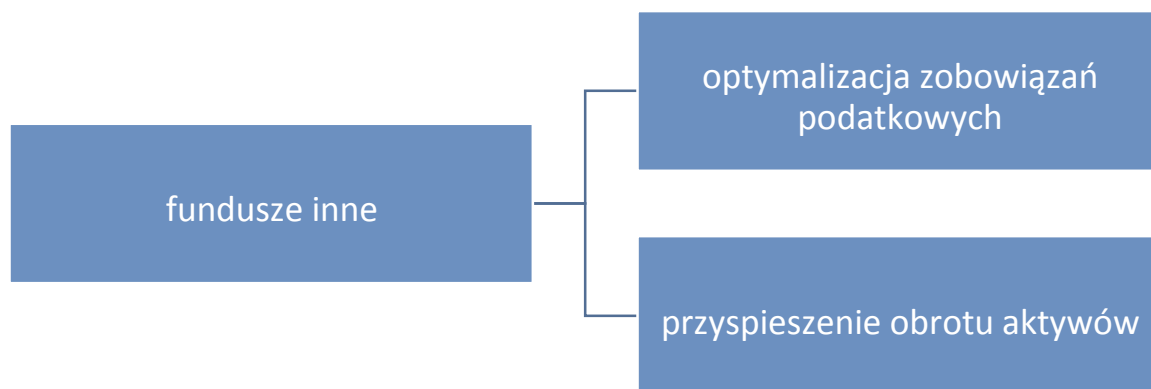 optymalizacja zobowiązań
podatkowych
fundusze inne
przyspieszenie obrotu aktywów